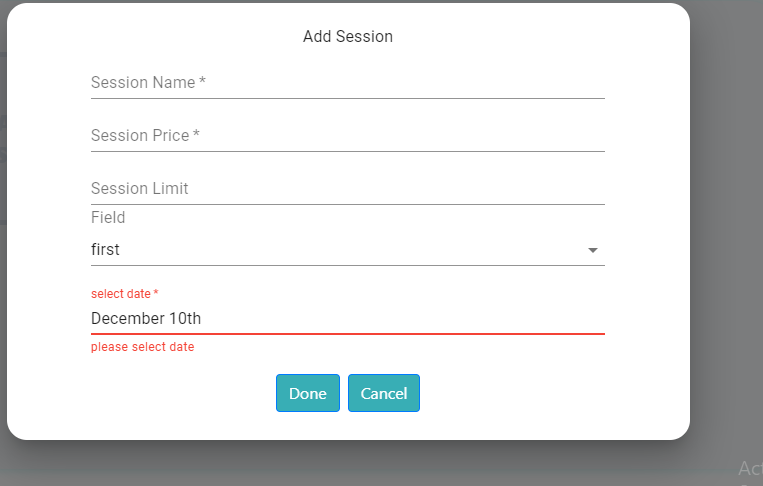 Add Session
Session Name *
Session Price *
Session Limit
Field
first
select date *
December 10th
please select date
Done Cancel